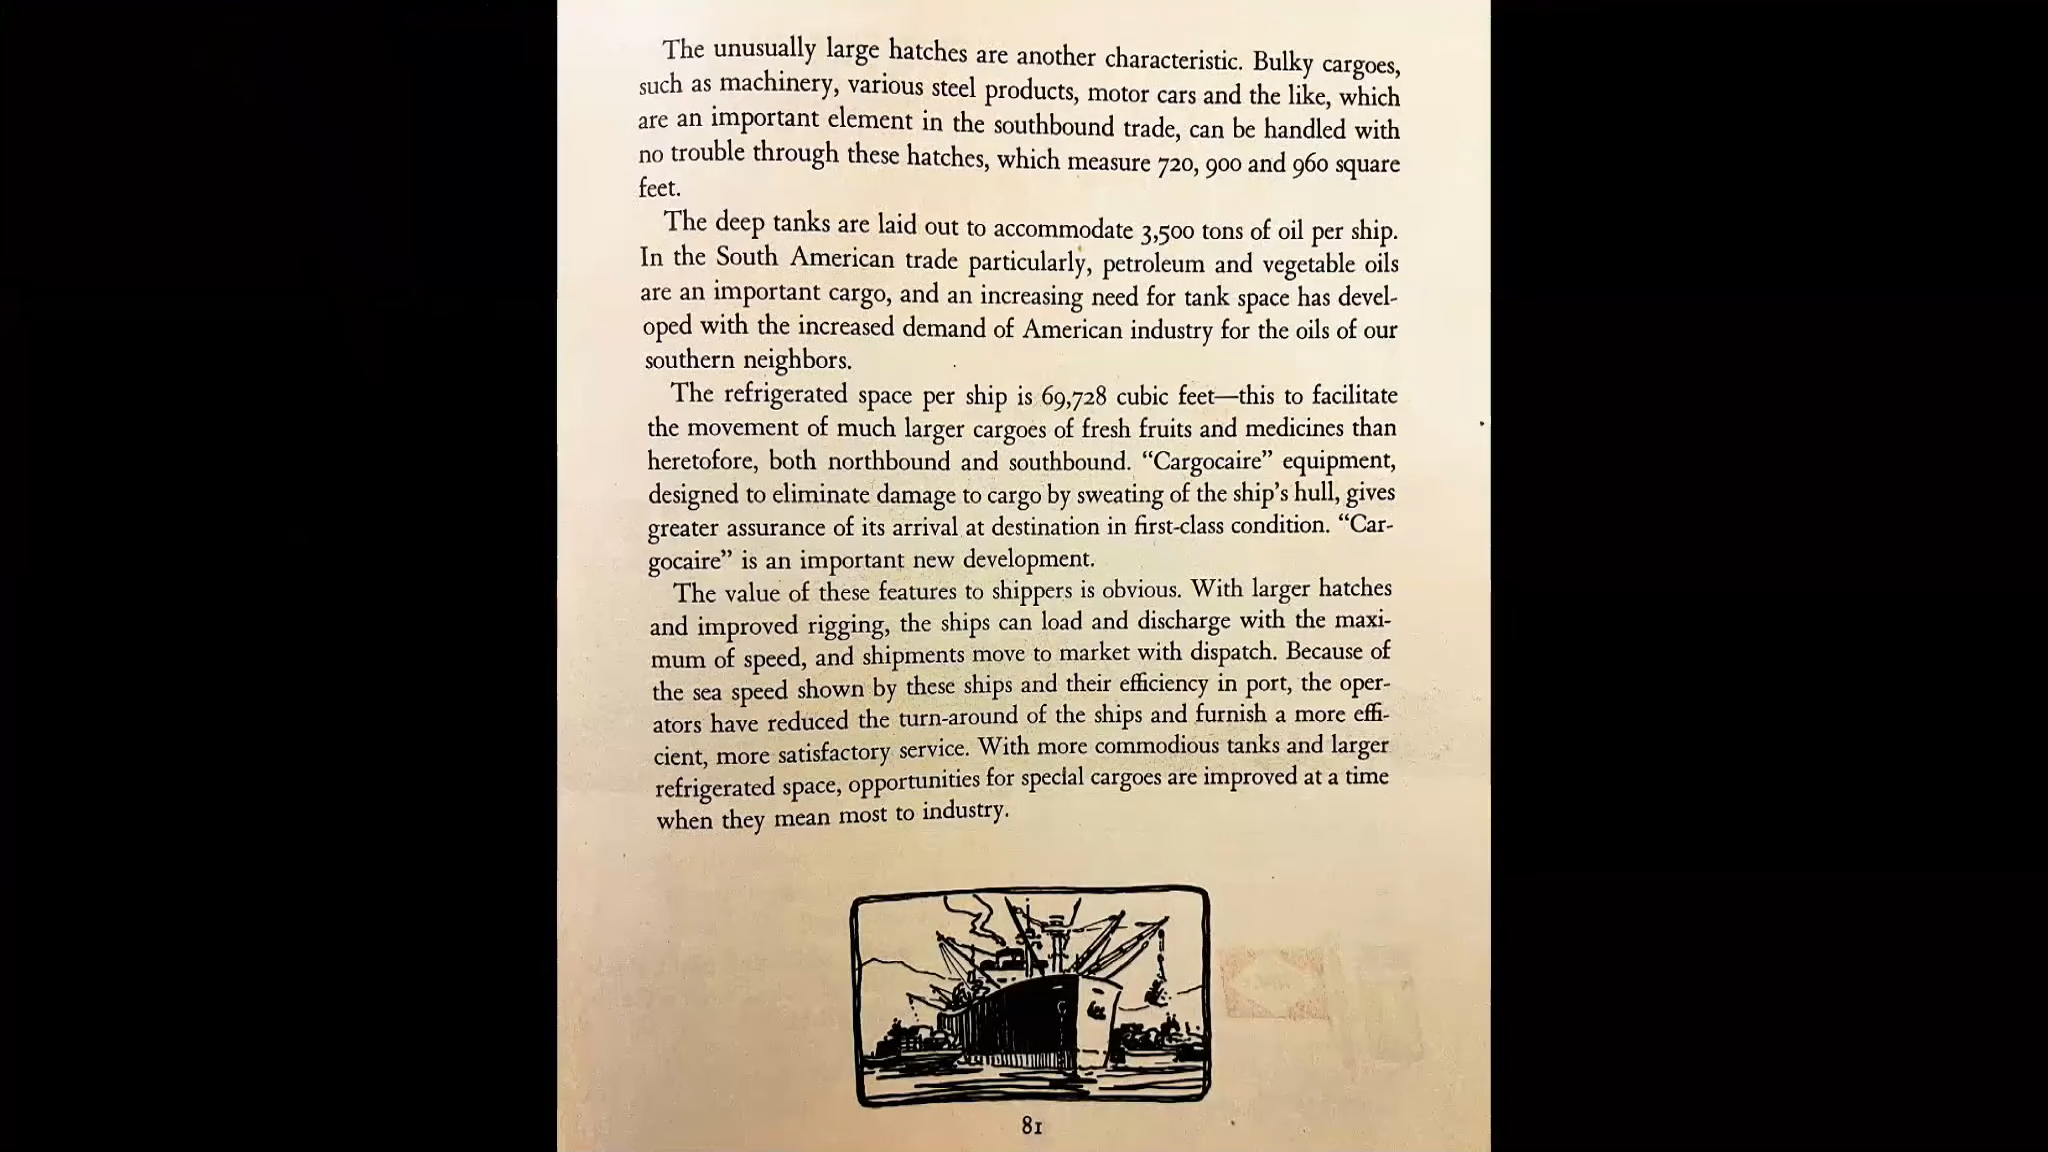 The unusually large hatches are another characteristic. Bulky cargoes,
such as machinery, various steel products, motor cars and the like, which
are an important element in the southbound trade, can be handled with
no trouble through these hatches, which measure 720, 900 and 960 square
feet.
The deep tanks are laid out to accommodate 3,500 tons of oil per ship.
In the South American trade particularly, petroleum and vegetable oils
are an important cargo, and an increasing need for tank space has devel-
oped with the increased demand of American industry for the oils of our
southern neighbors.
The refrigerated space per ship is 69,728 cubic feet—this to facilitate
the movement of much larger cargoes of fresh fruits and medicines than
heretofore, both northbound and southbound. “Cargocaire” equipment,
designed to eliminate damage to cargo by sweating of the ship’s hull, gives
greater assurance of its arrival at destination in first-class condition. “Car-
gocaire” is an important new development.
The value of these features to shippers is obvious. With larger hatches
and improved rigging, the ships can load and discharge with the maxi-
mum of speed, and shipments move to market with dispatch. Because of
the sea speed shown by these ships and their efficiency in port, the oper-
ators have reduced the turn-around of the ships and furnish a more effi-
cient, more satisfactory service. With more commodious tanks and larger
refrigerated space, opportunities for special cargoes are improved at a time
when they mean most to industry.
81